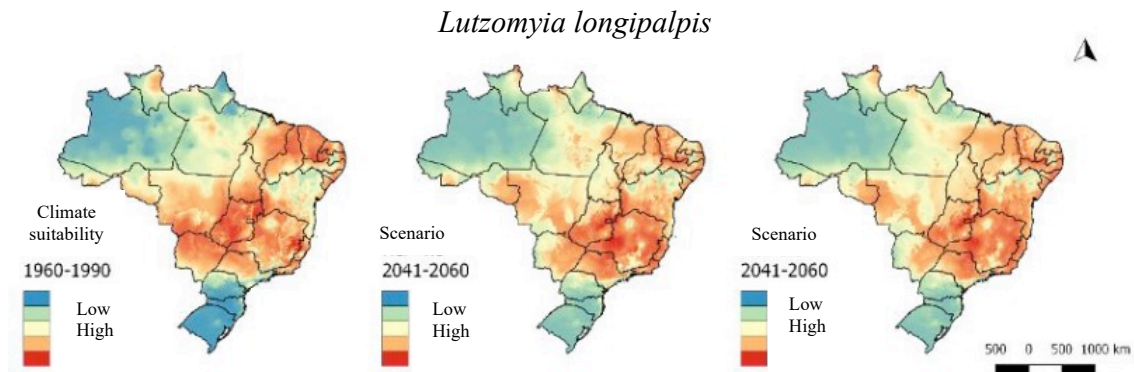 Lutzomyia longipalpis
Climate
suitability
1960-1990
Low
High
Scenario
2041-2060
Low
High
Scenario
2041-2060
Low
High
500 0 500 1000 km